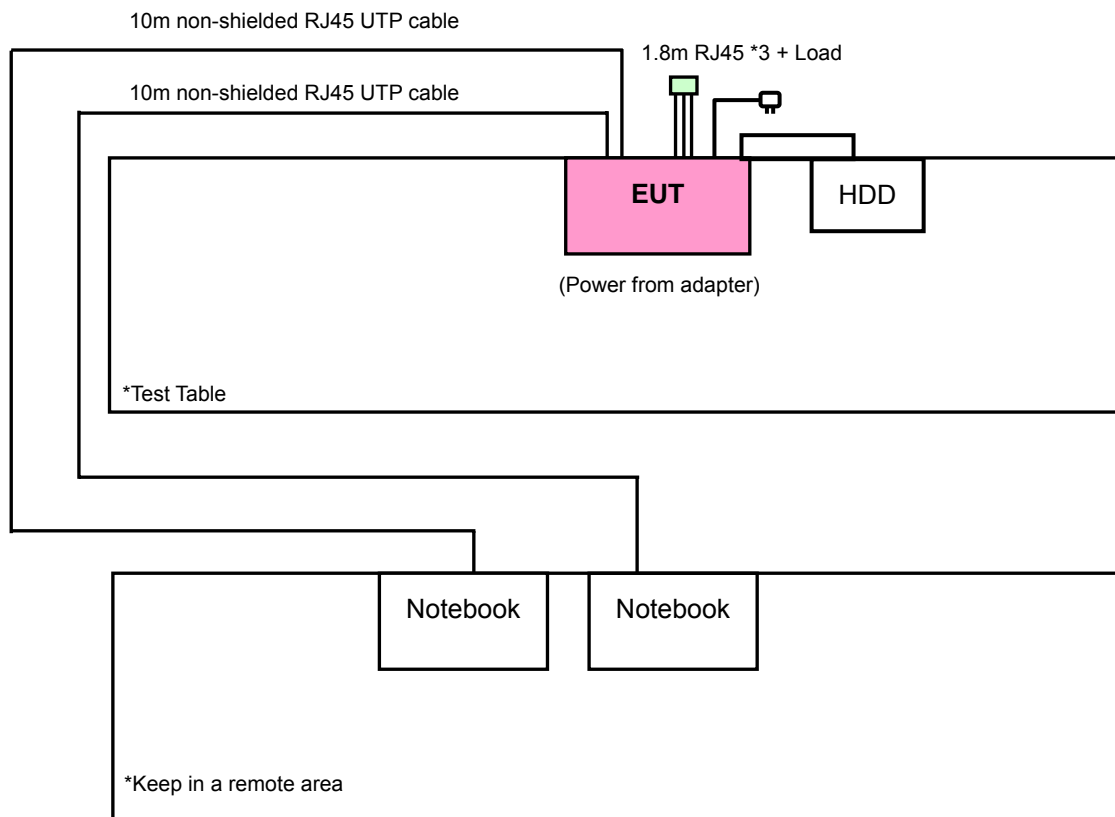 10m non-shielded RJ45 UTP cable
1.8m RJ45 *3 + Load
10m non-shielded RJ45 UTP cable
EUT
HDD
(Power from adapter)
*Test Table
Notebook
Notebook
*Keep in a remote area